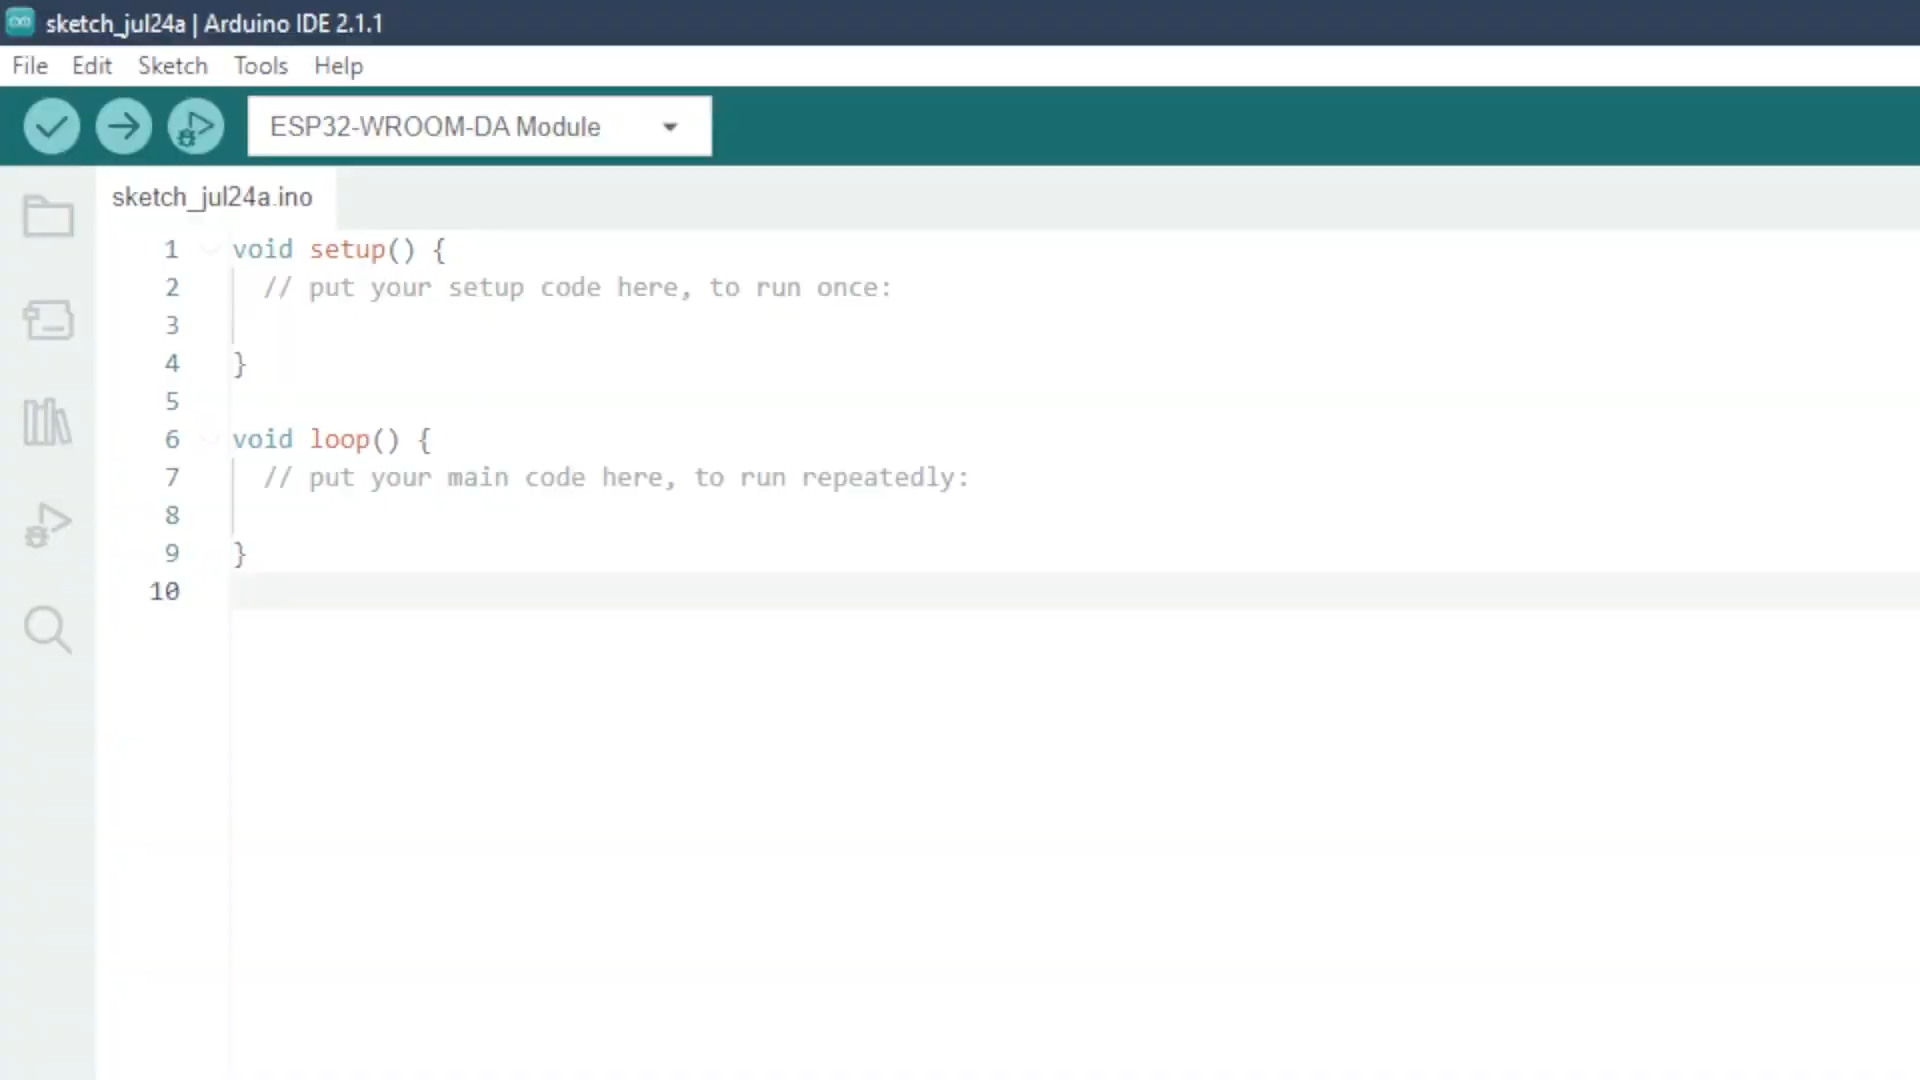 sketch_jul24a | Arduino IDE 2.1.1
File Edit Sketch Tools Help
ESP32-WROOM-DA Module
sketch_jul24a.ino
1 void setup() {
2 // put your setup code here, to run once:
3
4 }
5
6 void loop() {
7 // put your main code here, to run repeatedly:
8
9 }
10